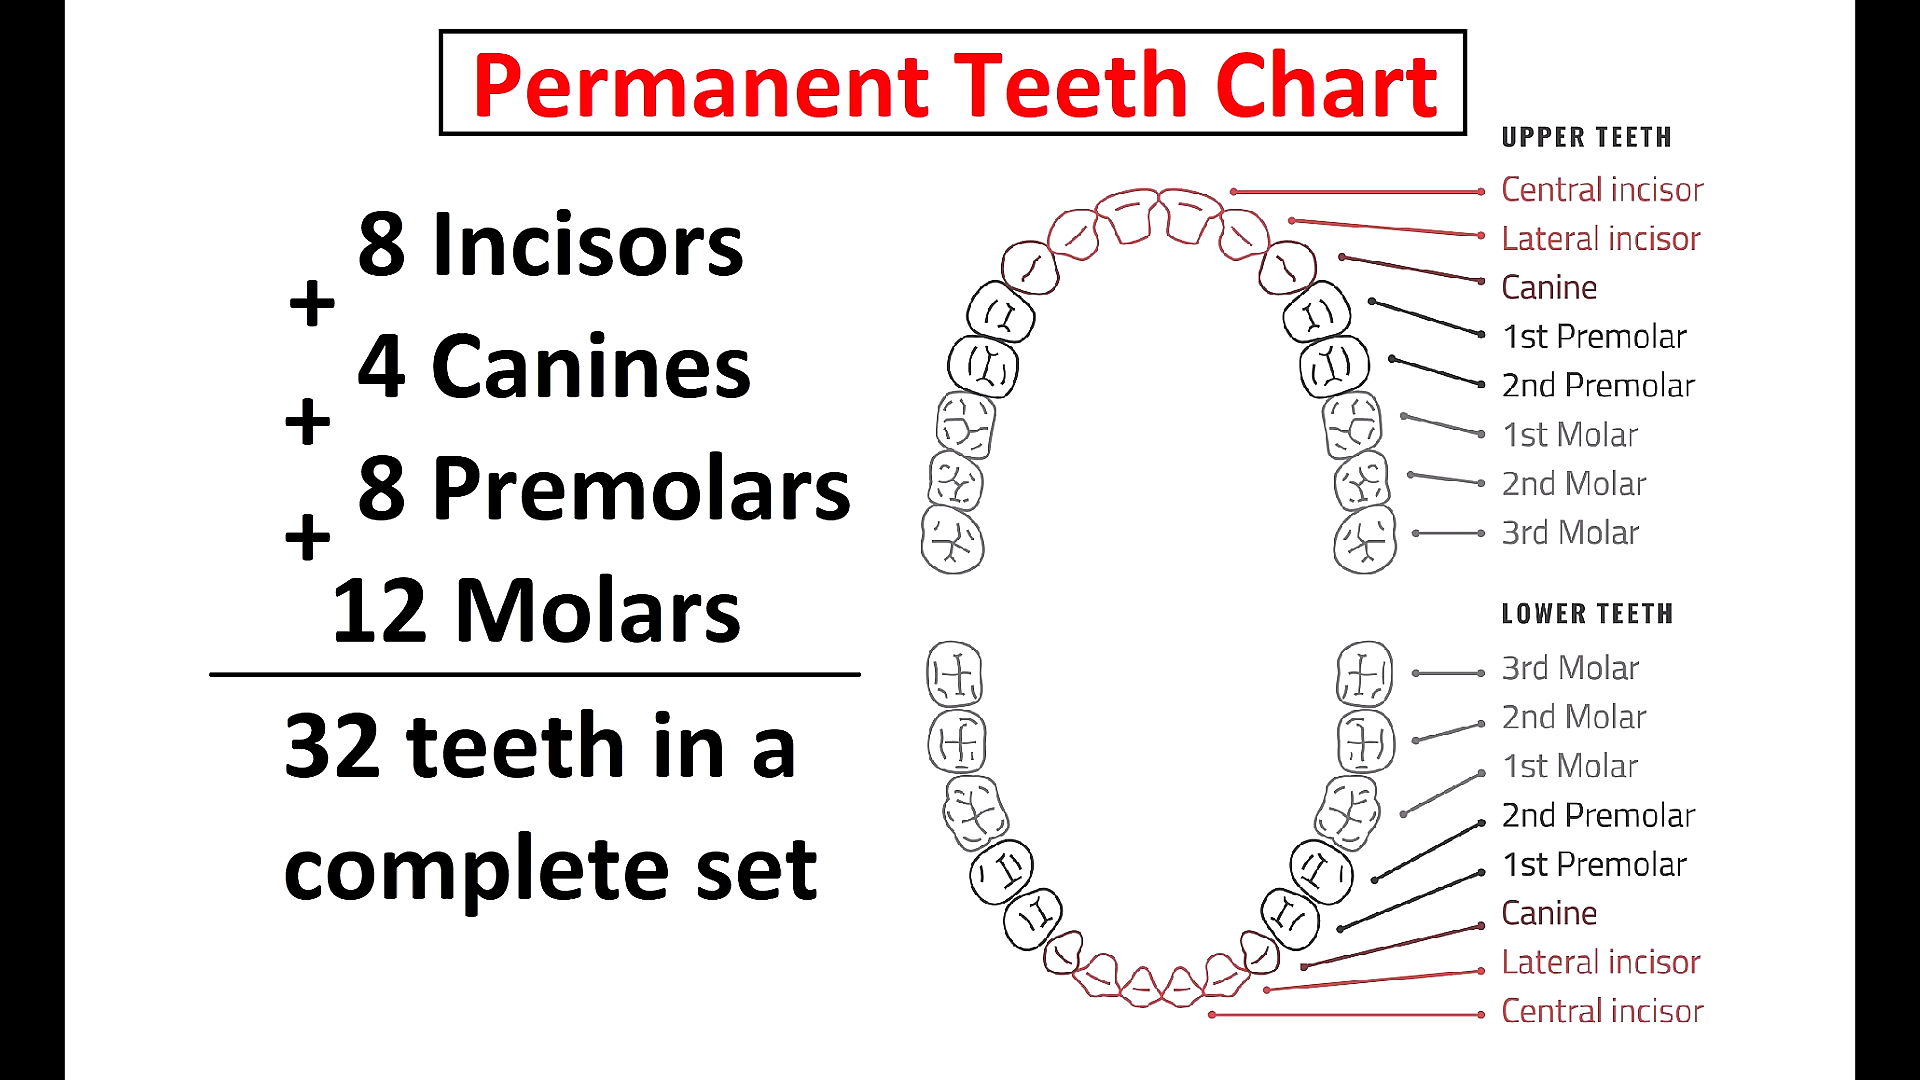 Permanent Teeth Chart
8 Incisors
+
4 Canines
+
8 Premolars
+
12 Molars
32 teeth in a
complete set
UPPER TEETH
Central incisor
Lateral incisor
Canine
1st Premolar
2nd Premolar
1st Molar
2nd Molar
3rd Molar
LOWER TEETH
3rd Molar
2nd Molar
1st Molar
2nd Premolar
1st Premolar
Canine
Lateral incisor
Central incisor